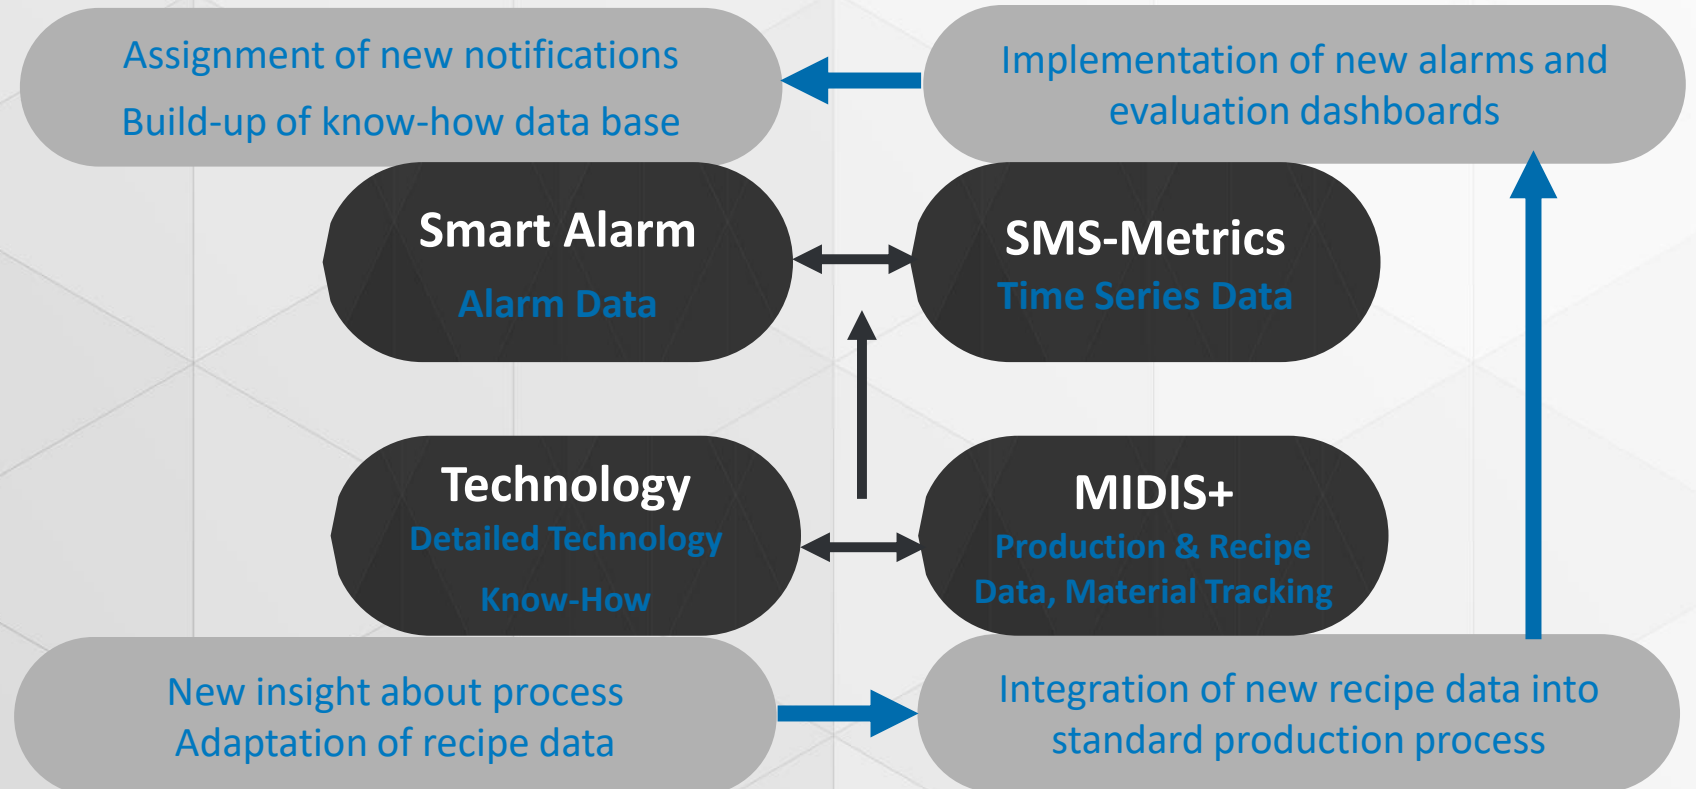 Assignment of new notifications
Build-up of know-how data base
Implementation of new alarms and
evaluation dashboards
Smart Alarm
Alarm Data
SMS-Metrics
Time Series Data
Technology
Detailed Technology
Know-How
MIDIS+
Production & Recipe
Data, Material Tracking
New insight about process
Adaptation of recipe data
Integration of new recipe data into
standard production process